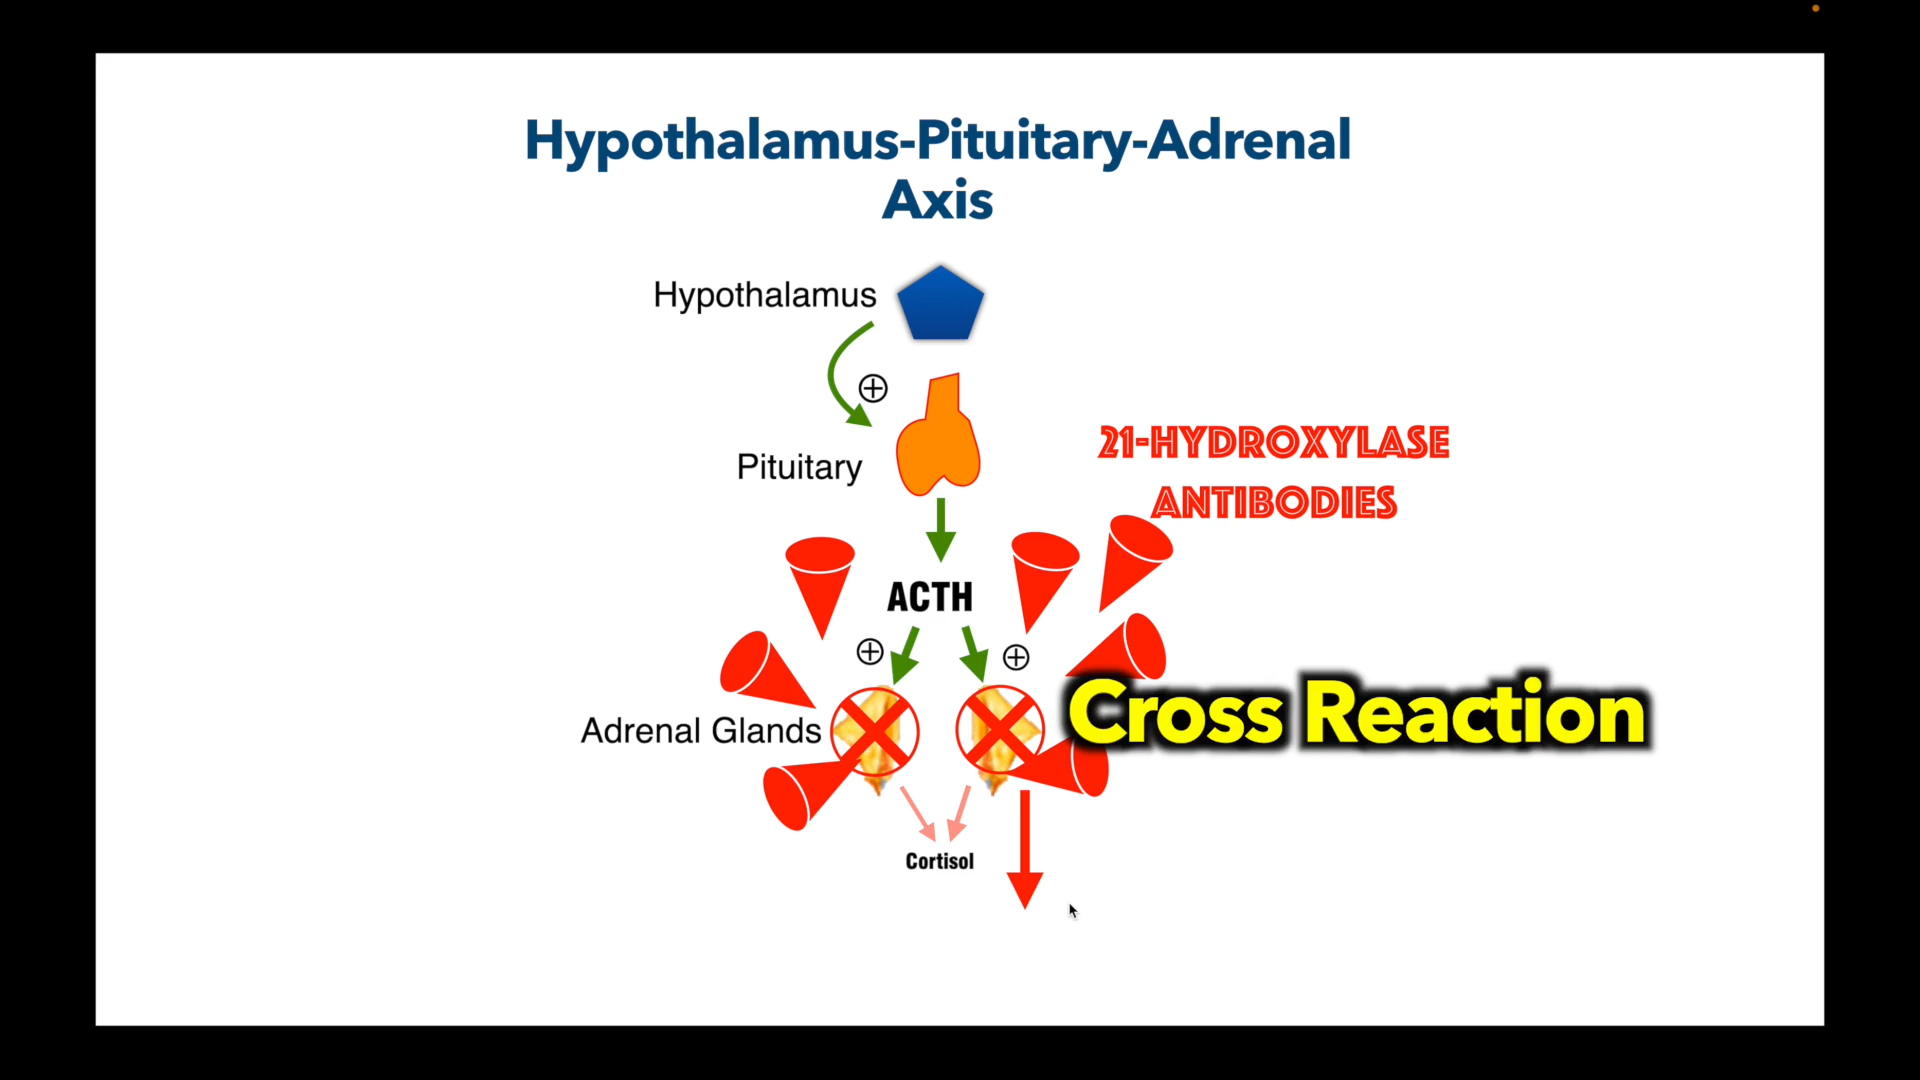 Hypothalamus-Pituitary-Adrenal
Axis
Hypothalamus
Pituitary
21-HYDROXYLASE
ANTIBODIES
ACTH
Adrenal Glands
Cross Reaction
Cortisol